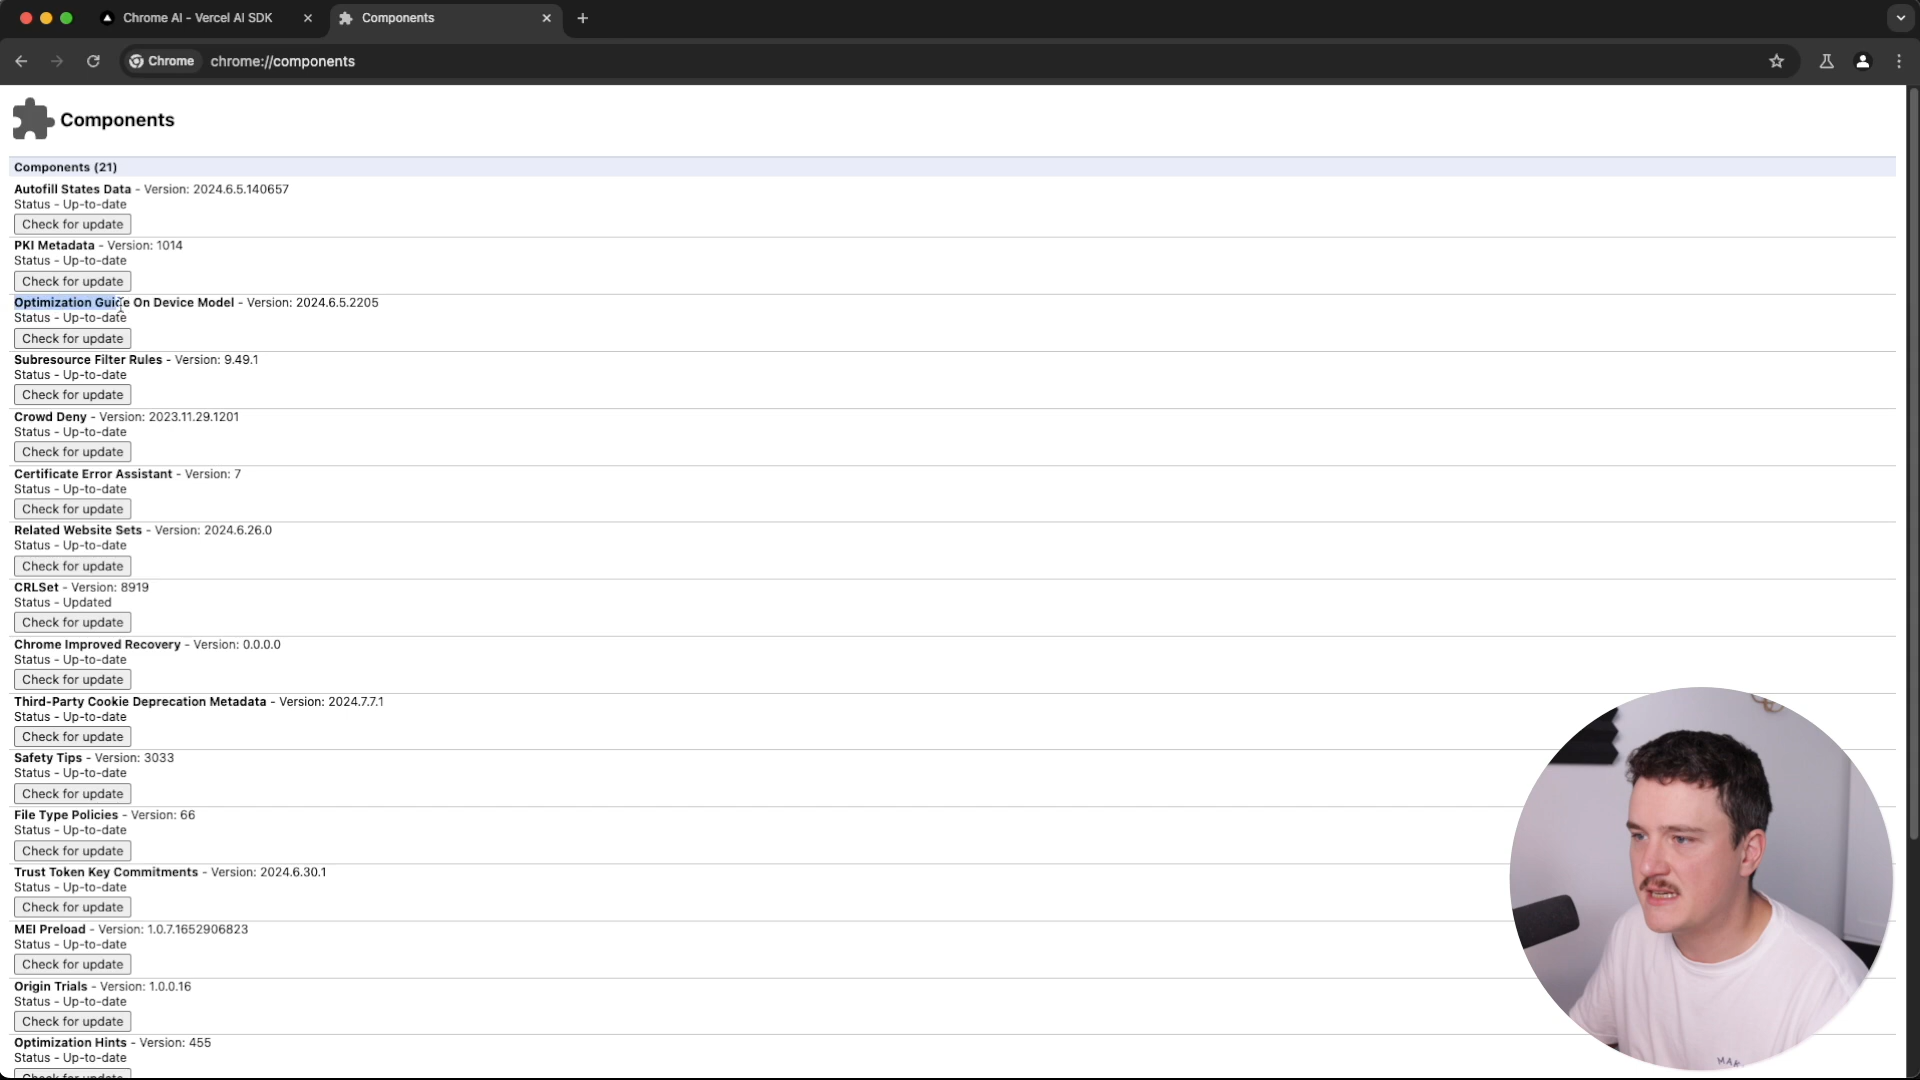 Chrome AI - Vercel AI SDK
Components
Chrome
chrome://components
Components
Components (21)
Autofill States Data - Version: 2024.6.5.140657
Status - Up-to-date
Check for update
PKI Metadata - Version: 1014
Status - Up-to-date
Check for update
Optimization Guide On Device Model - Version: 2024.6.5.2205
Status - Up-to-date
Check for update
Subresource Filter Rules - Version: 9.49.1
Status - Up-to-date
Check for update
Crowd Deny - Version: 2023.11.29.1201
Status - Up-to-date
Check for update
Certificate Error Assistant - Version: 7
Status - Up-to-date
Check for update
Related Website Sets - Version: 2024.6.26.0
Status - Up-to-date
Check for update
CRLSet - Version: 8919
Status - Updated
Check for update
Chrome Improved Recovery - Version: 0.0.0.0
Status - Up-to-date
Check for update
Third-Party Cookie Deprecation Metadata - Version: 2024.7.7.1
Status - Up-to-date
Check for update
Safety Tips - Version: 3033
Status - Up-to-date
Check for update
File Type Policies - Version: 66
Status - Up-to-date
Check for update
Trust Token Key Commitments - Version: 2024.6.30.1
Status - Up-to-date
Check for update
MEI Preload - Version: 1.0.7.1652906823
Status - Up-to-date
Check for update
Origin Trials - Version: 1.0.0.16
Status - Up-to-date
Check for update
Optimization Hints - Version: 455
Status - Up-to-date
Check for update